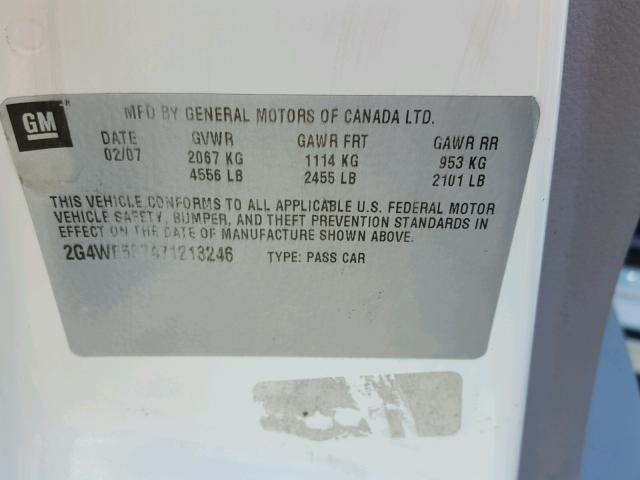 GM
MFD BY GENERAL MOTORS OF CANADA LTD.
DATE GVWR GAWR FRT GAWR RR
02/07 2067 KG 1114 KG 953 KG
4556 LB 2455 LB 2101 LB
THIS VEHICLE CONFORMS TO ALL APPLICABLE U.S. FEDERAL MOTOR
VEHICLE SAFETY, BUMPER, AND THEFT PREVENTION STANDARDS IN
EFFECT ON THE DATE OF MANUFACTURE SHOWN ABOVE.
TYPE: PASS CAR